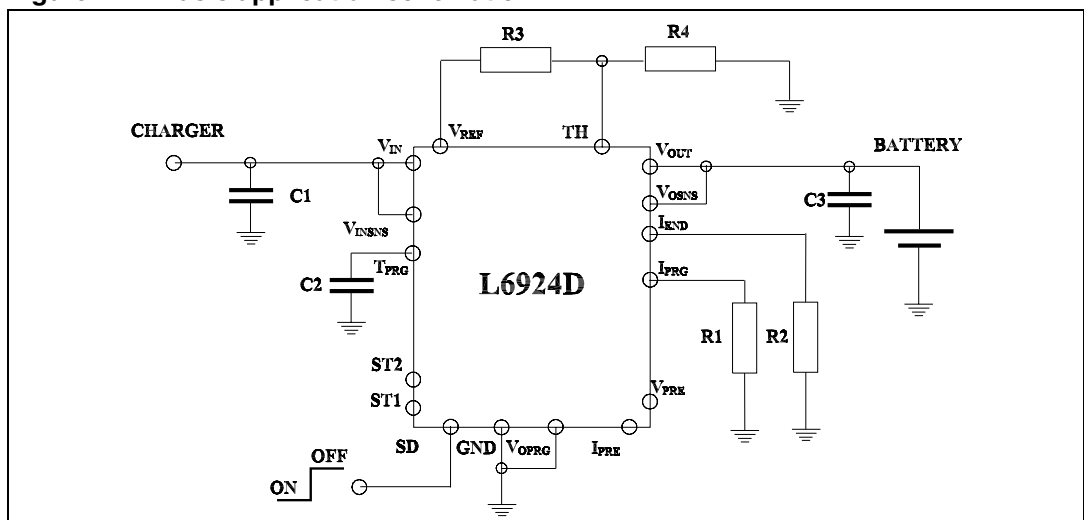 R3
R4
CHARGER
VIN
VREF
TH
VOUT
BATTERY
C1
VOSNS
C3
VINSNS
IEND
TPRG
IPRG
C2
L6924D
R1
R2
ST2
VPRE
ST1
SD
GND
VOPRG
IPRE
OFF
ON